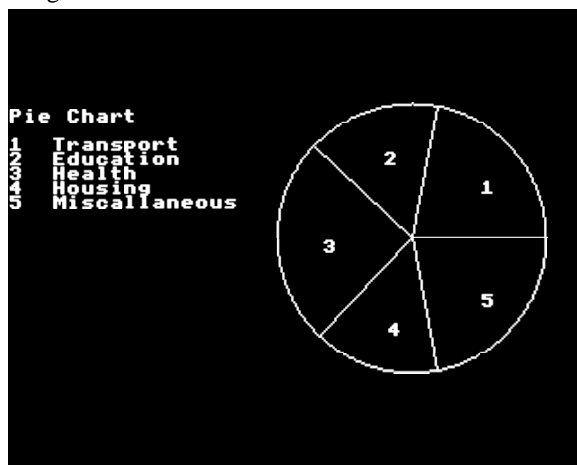 Pie Chart
1 Transport
2 Education
3 Health
4 Housing
5 Miscallaneous
2
1
3
5
4